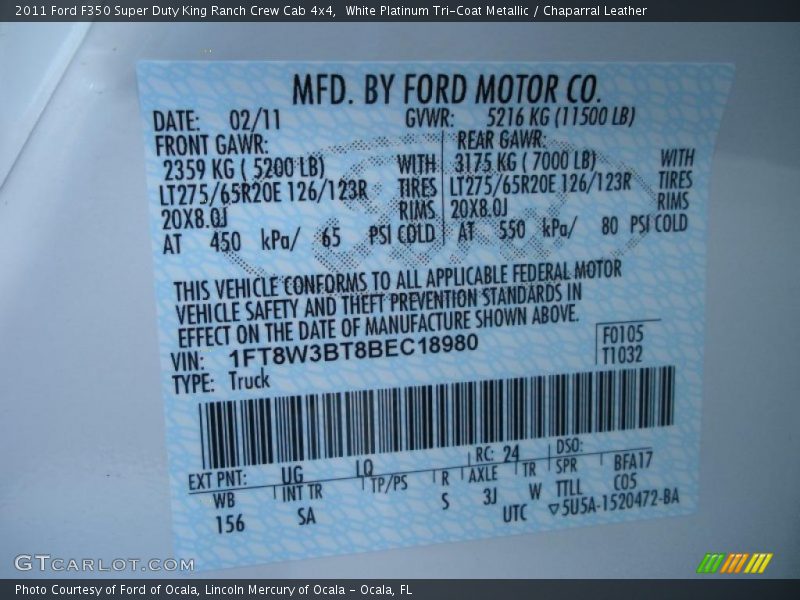 2011 Ford F350 Super Duty King Ranch Crew Cab 4x4,  White Platinum Tri-Coat Metallic / Chaparral Leather
MFD. BY FORD MOTOR CO.
DATE: 02/11 GVWR: 5216 KG (11500 LB)
FRONT GAWR: REAR GAWR:
2359 KG ( 5200 LB) WITH 3175 KG ( 7000 LB) WITH
LT275/65R20E 126/123R TIRES LT275/65R20E 126/123R TIRES
20X8.0J RIMS 20X8.0J RIMS
AT 450 kPa/ 65 PSI COLD AT 550 kPa/ 80 PSI COLD
THIS VEHICLE CONFORMS TO ALL APPLICABLE FEDERAL MOTOR
VEHICLE SAFETY AND THEFT PREVENTION STANDARDS IN
EFFECT ON THE DATE OF MANUFACTURE SHOWN ABOVE.
VIN: 1FT8W3BT8BEC18980 F0105
TYPE: Truck T1032
EXT PNT: UG LQ RC: 24 DSO:
WB INT TR TP/PS R AXLE TR SPR BFA17
156 SA S 3J W TTLL C05
UTC ▽5U5A-1520472-BA
GTCARLOT.COM
Photo Courtesy of Ford of Ocala, Lincoln Mercury of Ocala - Ocala, FL